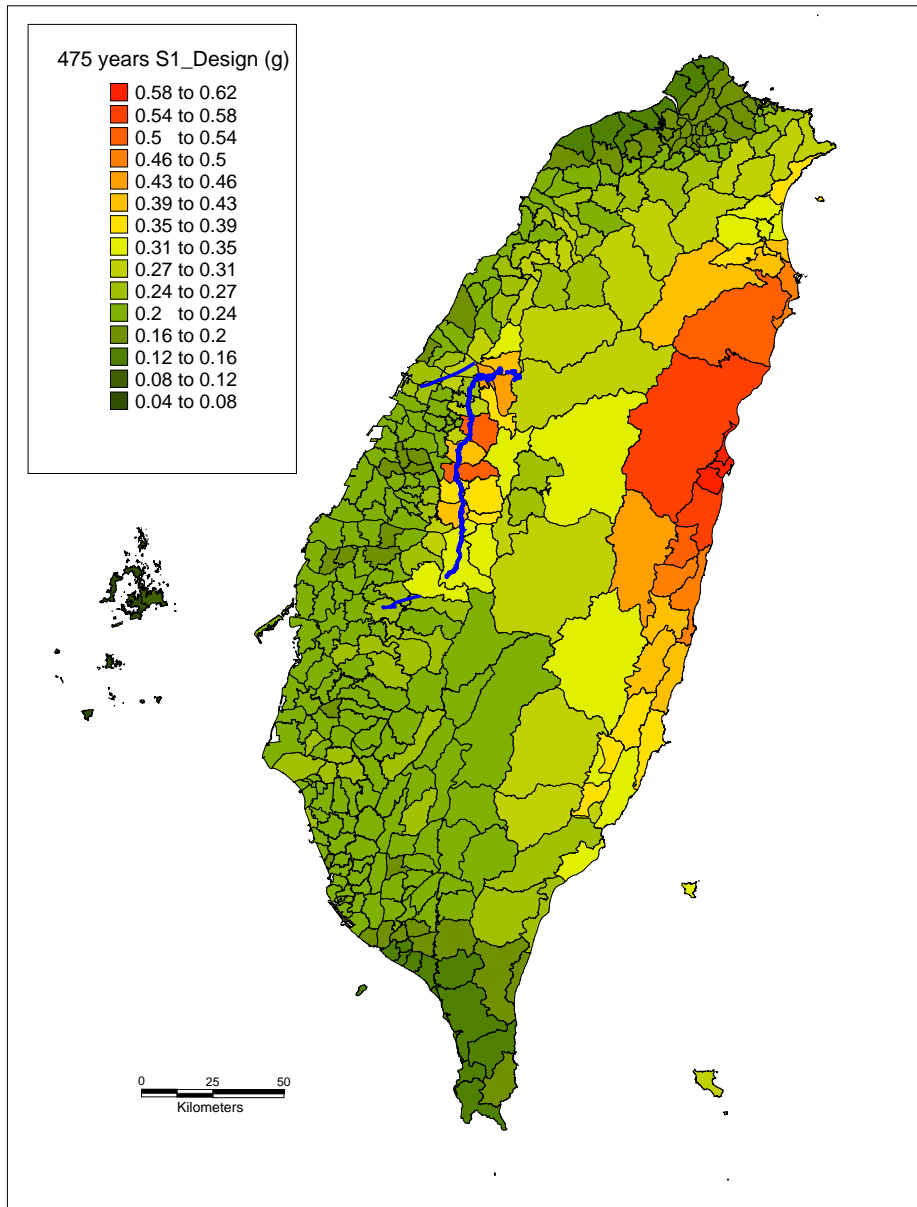 475 years S1_Design (g)
0.58 to 0.62
0.54 to 0.58
0.5 to 0.54
0.46 to 0.5
0.43 to 0.46
0.39 to 0.43
0.35 to 0.39
0.31 to 0.35
0.27 to 0.31
0.24 to 0.27
0.2 to 0.24
0.16 to 0.2
0.12 to 0.16
0.08 to 0.12
0.04 to 0.08
0 25 50
Kilometers